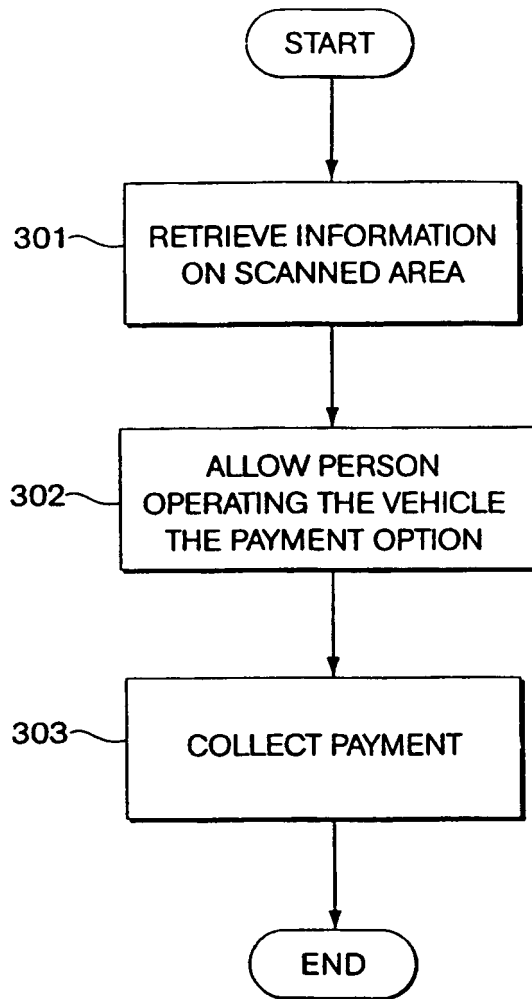 START
301
RETRIEVE INFORMATION
ON SCANNED AREA
302
ALLOW PERSON
OPERATING THE VEHICLE
THE PAYMENT OPTION
303
COLLECT PAYMENT
END